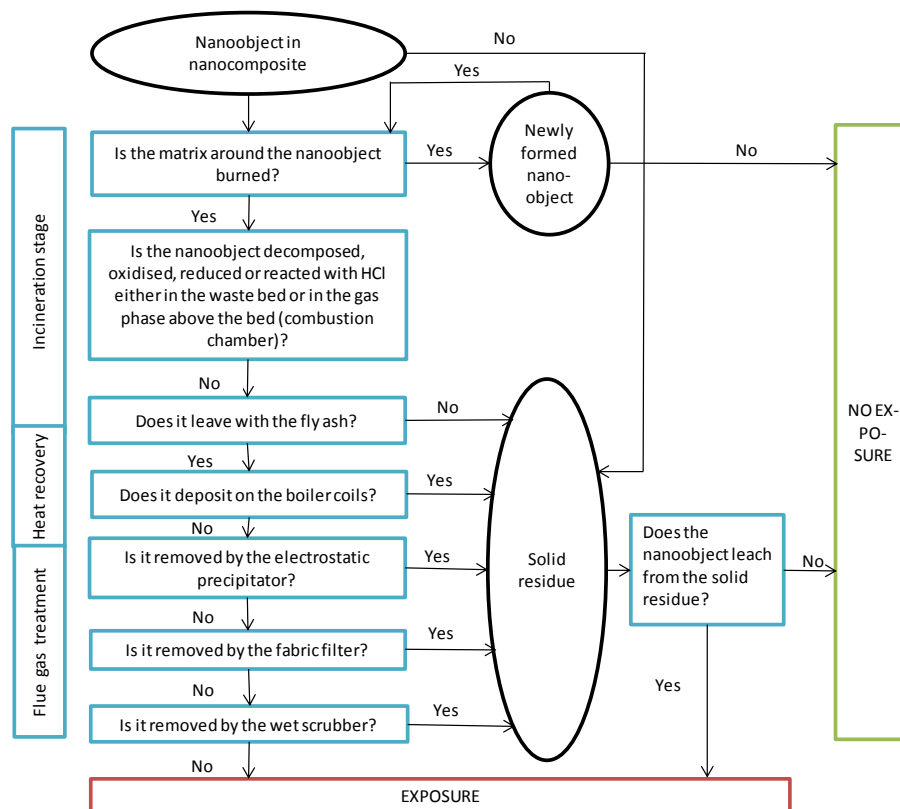 Nanoobject in
nanocomposite
No
Yes
Newly
formed
nano-
object
Is the matrix around the nanoobject
burned?
Yes
No
Yes
Is the nanoobject decomposed,
oxidised, reduced or reacted with HCl
either in the waste bed or in the gas
phase above the bed (combustion
chamber)?
No
Incineration stage
Does it leave with the fly ash?
No
NO EX-
PO-
SURE
Yes
Heat recovery
Does it deposit on the boiler coils?
Yes
No
Is it removed by the electrostatic
precipitator?
Yes
Solid
residue
Does the
nanoobject leach
from the solid
residue?
No
No
Flue gas treatment
Is it removed by the fabric filter?
Yes
No
Yes
Is it removed by the wet scrubber?
Yes
No
EXPOSURE